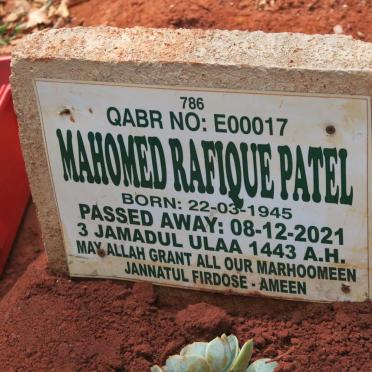 786
QABR NO: E00017
MAHOMED RAFIQUE PATEL
BORN: 22-03-1945
PASSED AWAY: 08-12-2021
3 JAMADUL ULAA 1443 A.H.
MAY ALLAH GRANT ALL OUR MARHOOMEEN
JANNATUL FIRDOSE - AMEEN